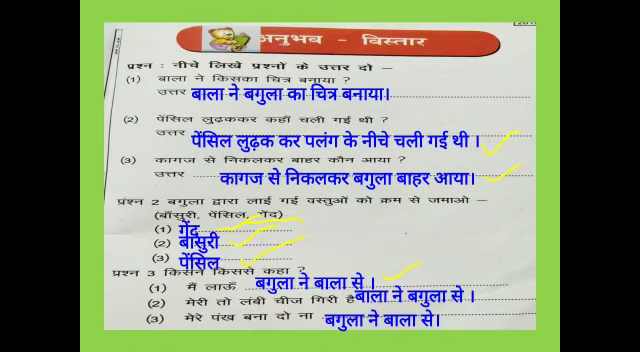 अनुभव - विस्तार
प्रश्न : नीचे लिखे प्रश्नों के उत्तर दो –
(1) बाला ने किसका चित्र बनाया ?
उत्तर बाला ने बगुला का चित्र बनाया।
(2) पेंसिल लुढ़ककर कहाँ चली गई थी ?
उत्तर पेंसिल लुढ़क कर पलंग के नीचे चली गई थी ।
(3) कागज से निकलकर बाहर कौन आया ?
उत्तर कागज से निकलकर बगुला बाहर आया।
प्रश्न 2 बगुला द्वारा लाई गई वस्तुओं को क्रम से जमाओ –
(बाँसुरी, पेंसिल, गेंद)
(1) गेंद
(2) बांसुरी
(3) पेंसिल
प्रश्न 3 किसने किससे कहा ?
(1) मैं लाऊँ बगुला ने बाला से ।
(2) मेरी तो लंबी चीज गिरी है बाला ने बगुला से ।
(3) मेरे पंख बना दो ना बगुला ने बाला से।